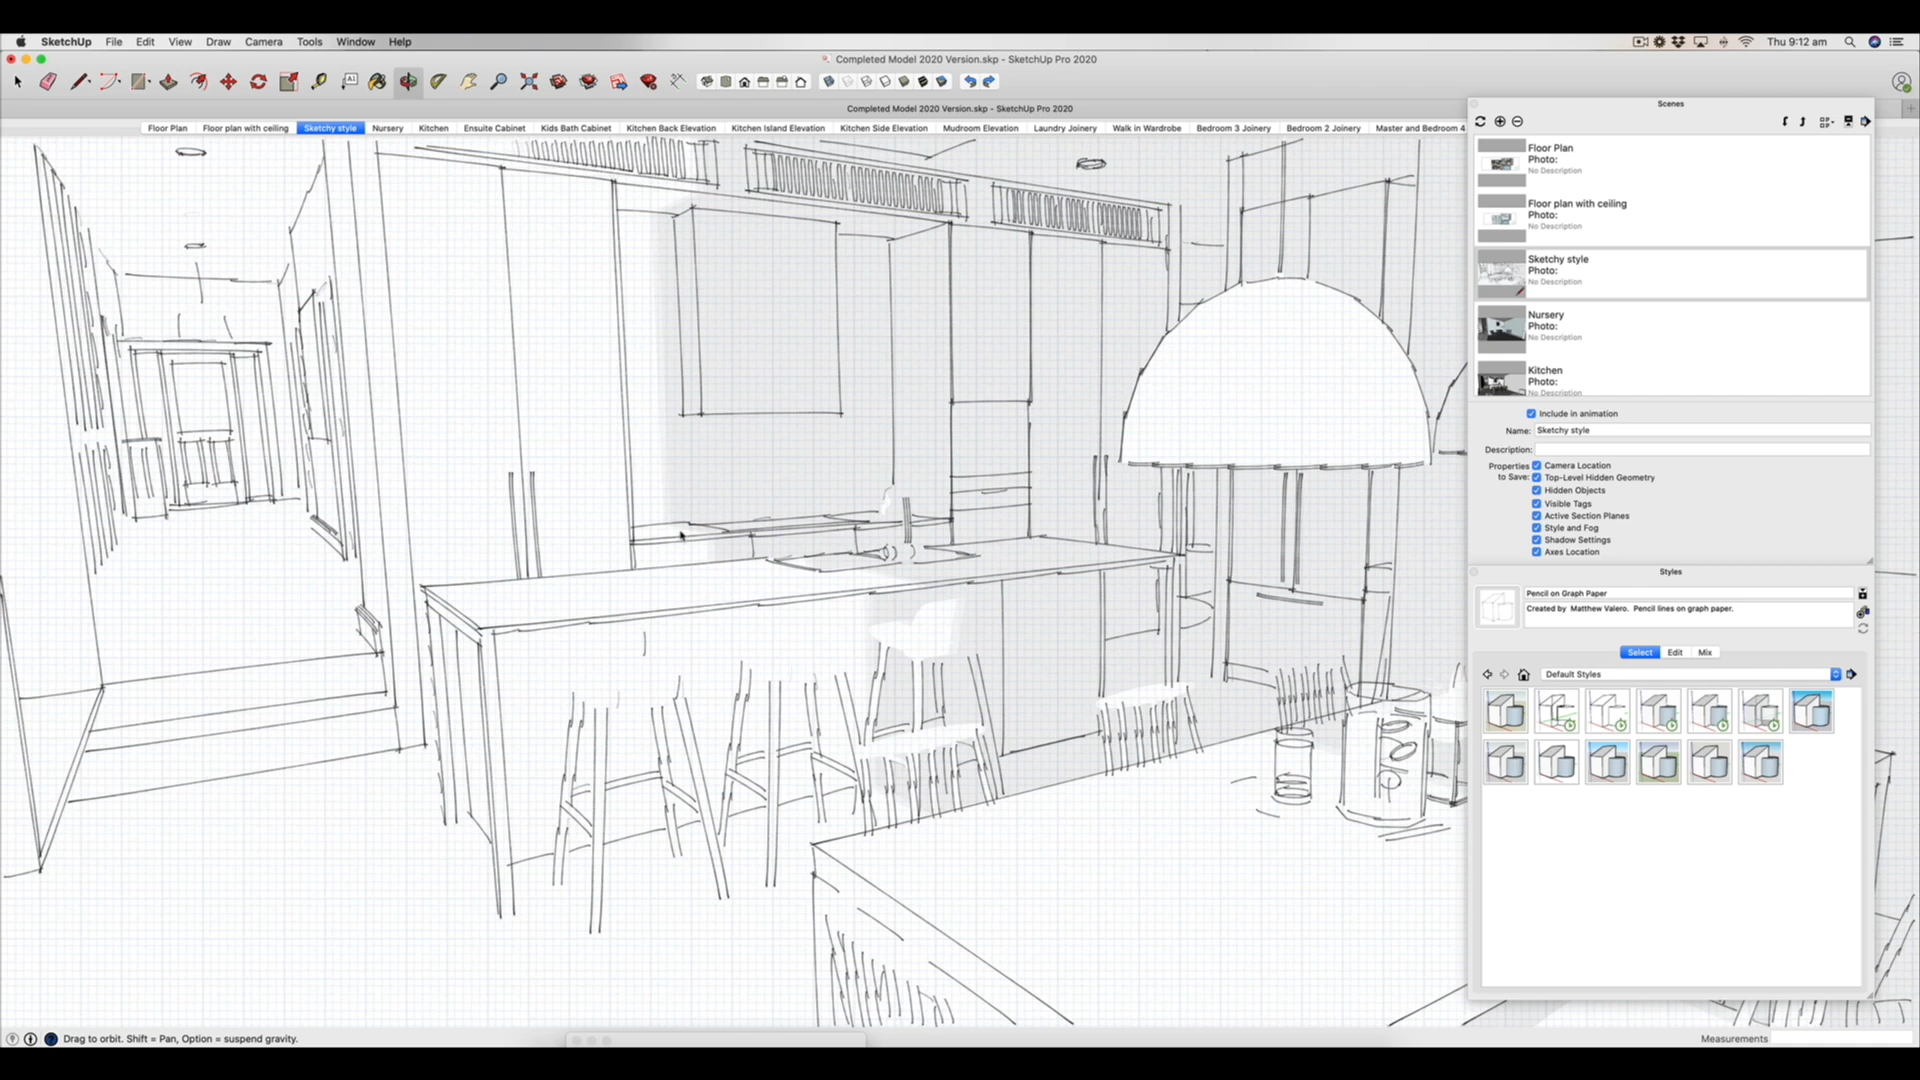 SketchUp File Edit View Draw Camera Tools Window Help
Thu 9:12 am
Completed Model 2020 Version.skp - SketchUp Pro 2020
A1
Completed Model 2020 Version.skp - SketchUp Pro 2020
Scenes
Floor Plan Floor plan with ceiling Sketchy style Nursery Kitchen Ensuite Cabinet Kids Bath Cabinet Kitchen Back Elevation Kitchen Island Elevation Kitchen Side Elevation Mudroom Elevation Laundry Joinery Walk in Wardrobe Bedroom 3 Joinery Bedroom 2 Joinery Master and Bedroom 4
Floor Plan
Photo:
No Description
Floor plan with ceiling
Photo:
No Description
Sketchy style
Photo:
No Description
Nursery
Photo:
No Description
Kitchen
Photo:
No Description
Include in animation
Name: Sketchy style
Description:
Properties to Save:
Camera Location
Top-Level Hidden Geometry
Hidden Objects
Visible Tags
Active Section Planes
Style and Fog
Shadow Settings
Axes Location
Styles
Pencil on Graph Paper
Created by Matthew Valero. Pencil lines on graph paper.
Select Edit Mix
Default Styles
Drag to orbit. Shift = Pan, Option = suspend gravity.
Measurements